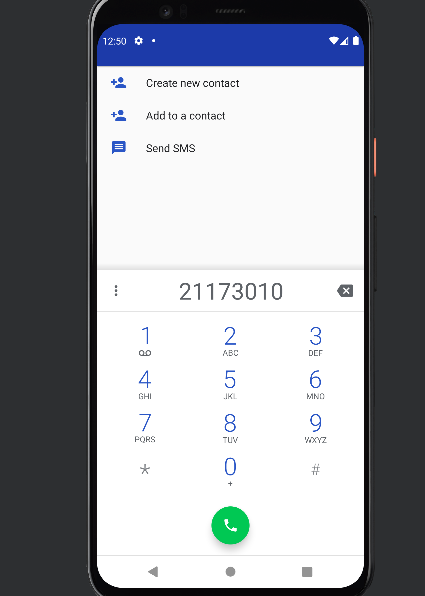 12:50
Create new contact
Add to a contact
Send SMS
21173010
1 2 3
ABC DEF
4 5 6
GHI JKL MNO
7 8 9
PQRS TUV WXYZ
* 0 #
+